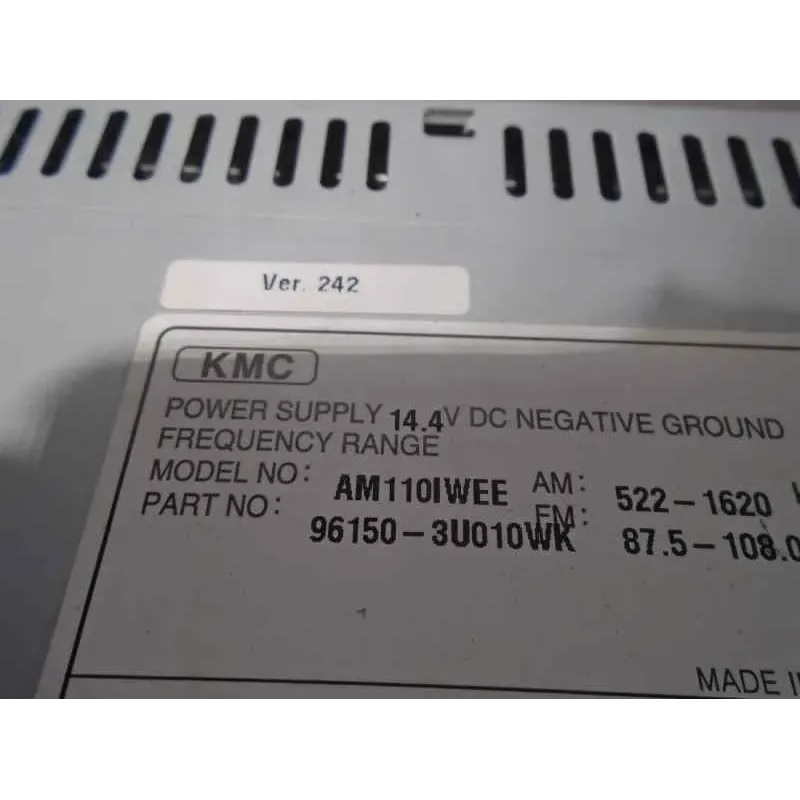 Ver. 242
KMC
POWER SUPPLY 14.4V DC NEGATIVE GROUND
FREQUENCY RANGE
MODEL NO: AM110IWEE AM: 522-1620
PART NO: 96150-3U010WK FM: 87.5-108.0
MADE